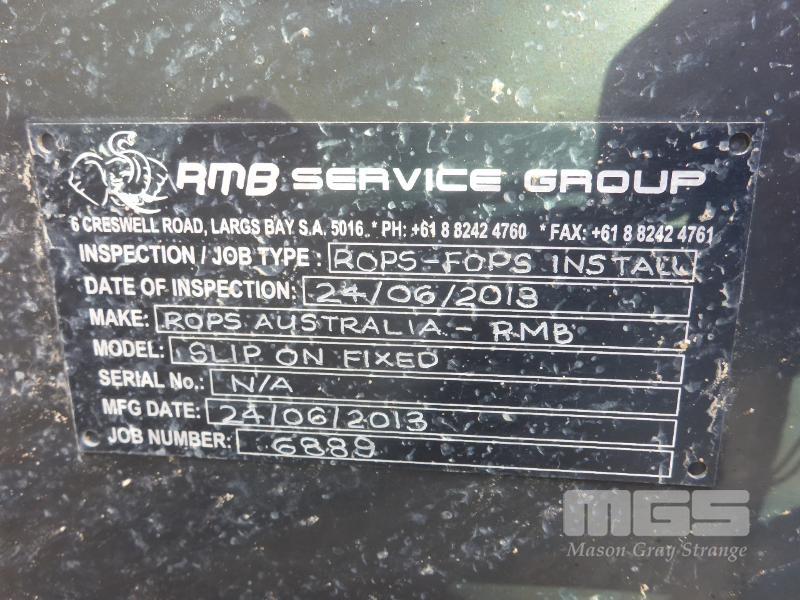 RMB SERVICE GROUP
6 CRESWELL ROAD, LARGS BAY S.A. 5016. * PH: +61 8 8242 4760 * FAX: +61 8 8242 4761
INSPECTION / JOB TYPE : ROPS-FOPS INSTALL
DATE OF INSPECTION: 24/06/2013
MAKE: ROPS AUSTRALIA - RMB
MODEL: SLIP ON FIXED
SERIAL No.: N/A
MFG DATE: 24/06/2013
JOB NUMBER: 6889
MGS
Mason Gray Strange